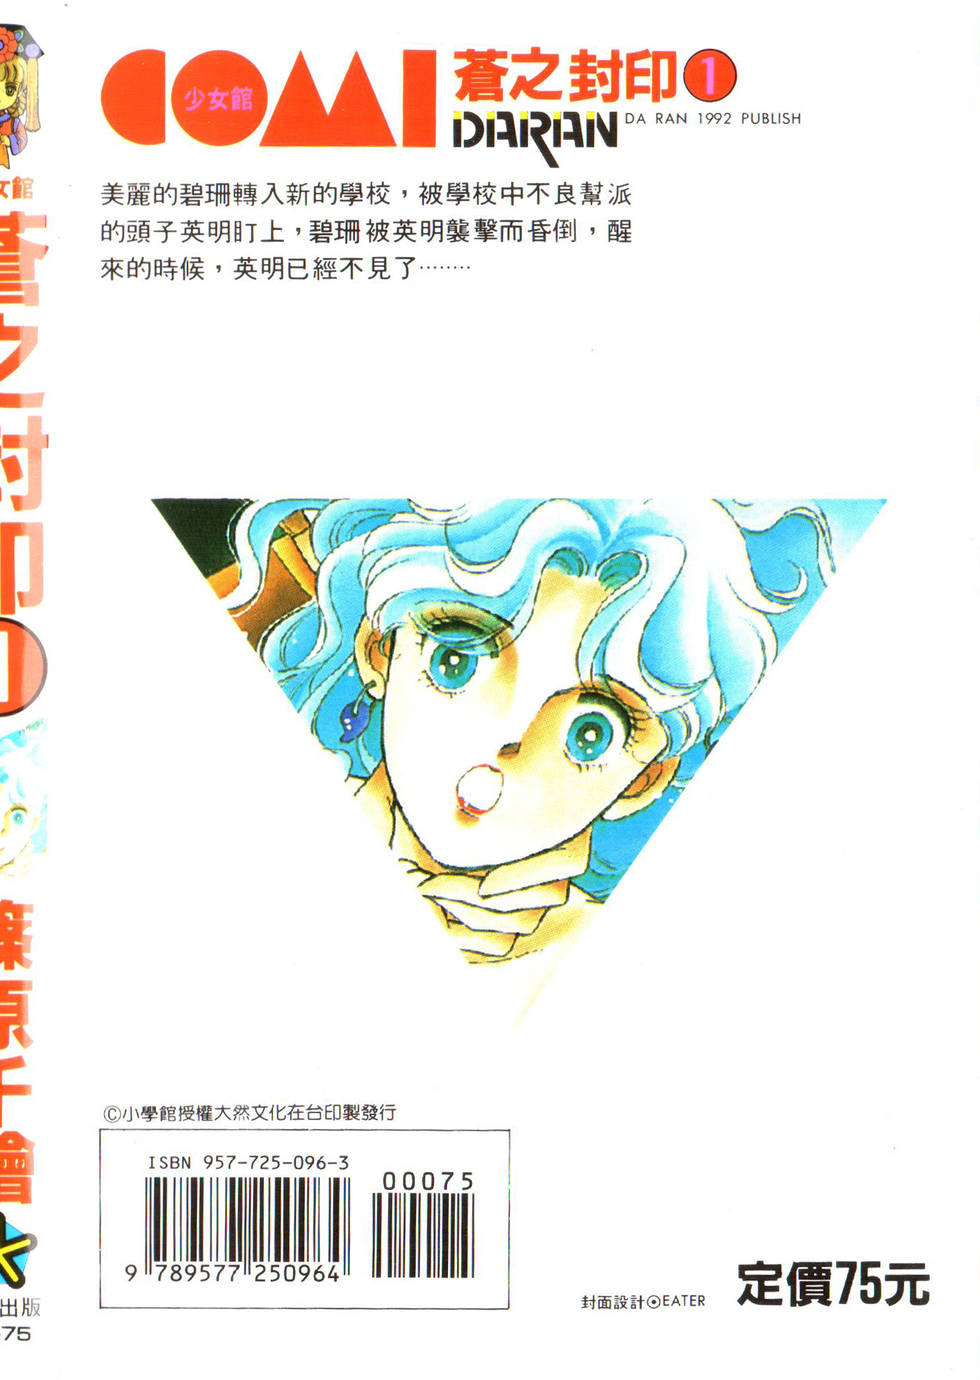 COMI
少女館
蒼之封印 1
DARAN
DA RAN 1992 PUBLISH
美麗的碧珊轉入新的學校，被學校中不良幫派
的頭子英明盯上，碧珊被英明襲擊而昏倒，醒
來的時候，英明已經不見了……..
©小學館授權大然文化在台印製發行
ISBN 957-725-096-3
00075
9 789577 250964
封面設計⊙EATER
定價75元
女館
蒼之封印
1
篠原千繪
出版
75